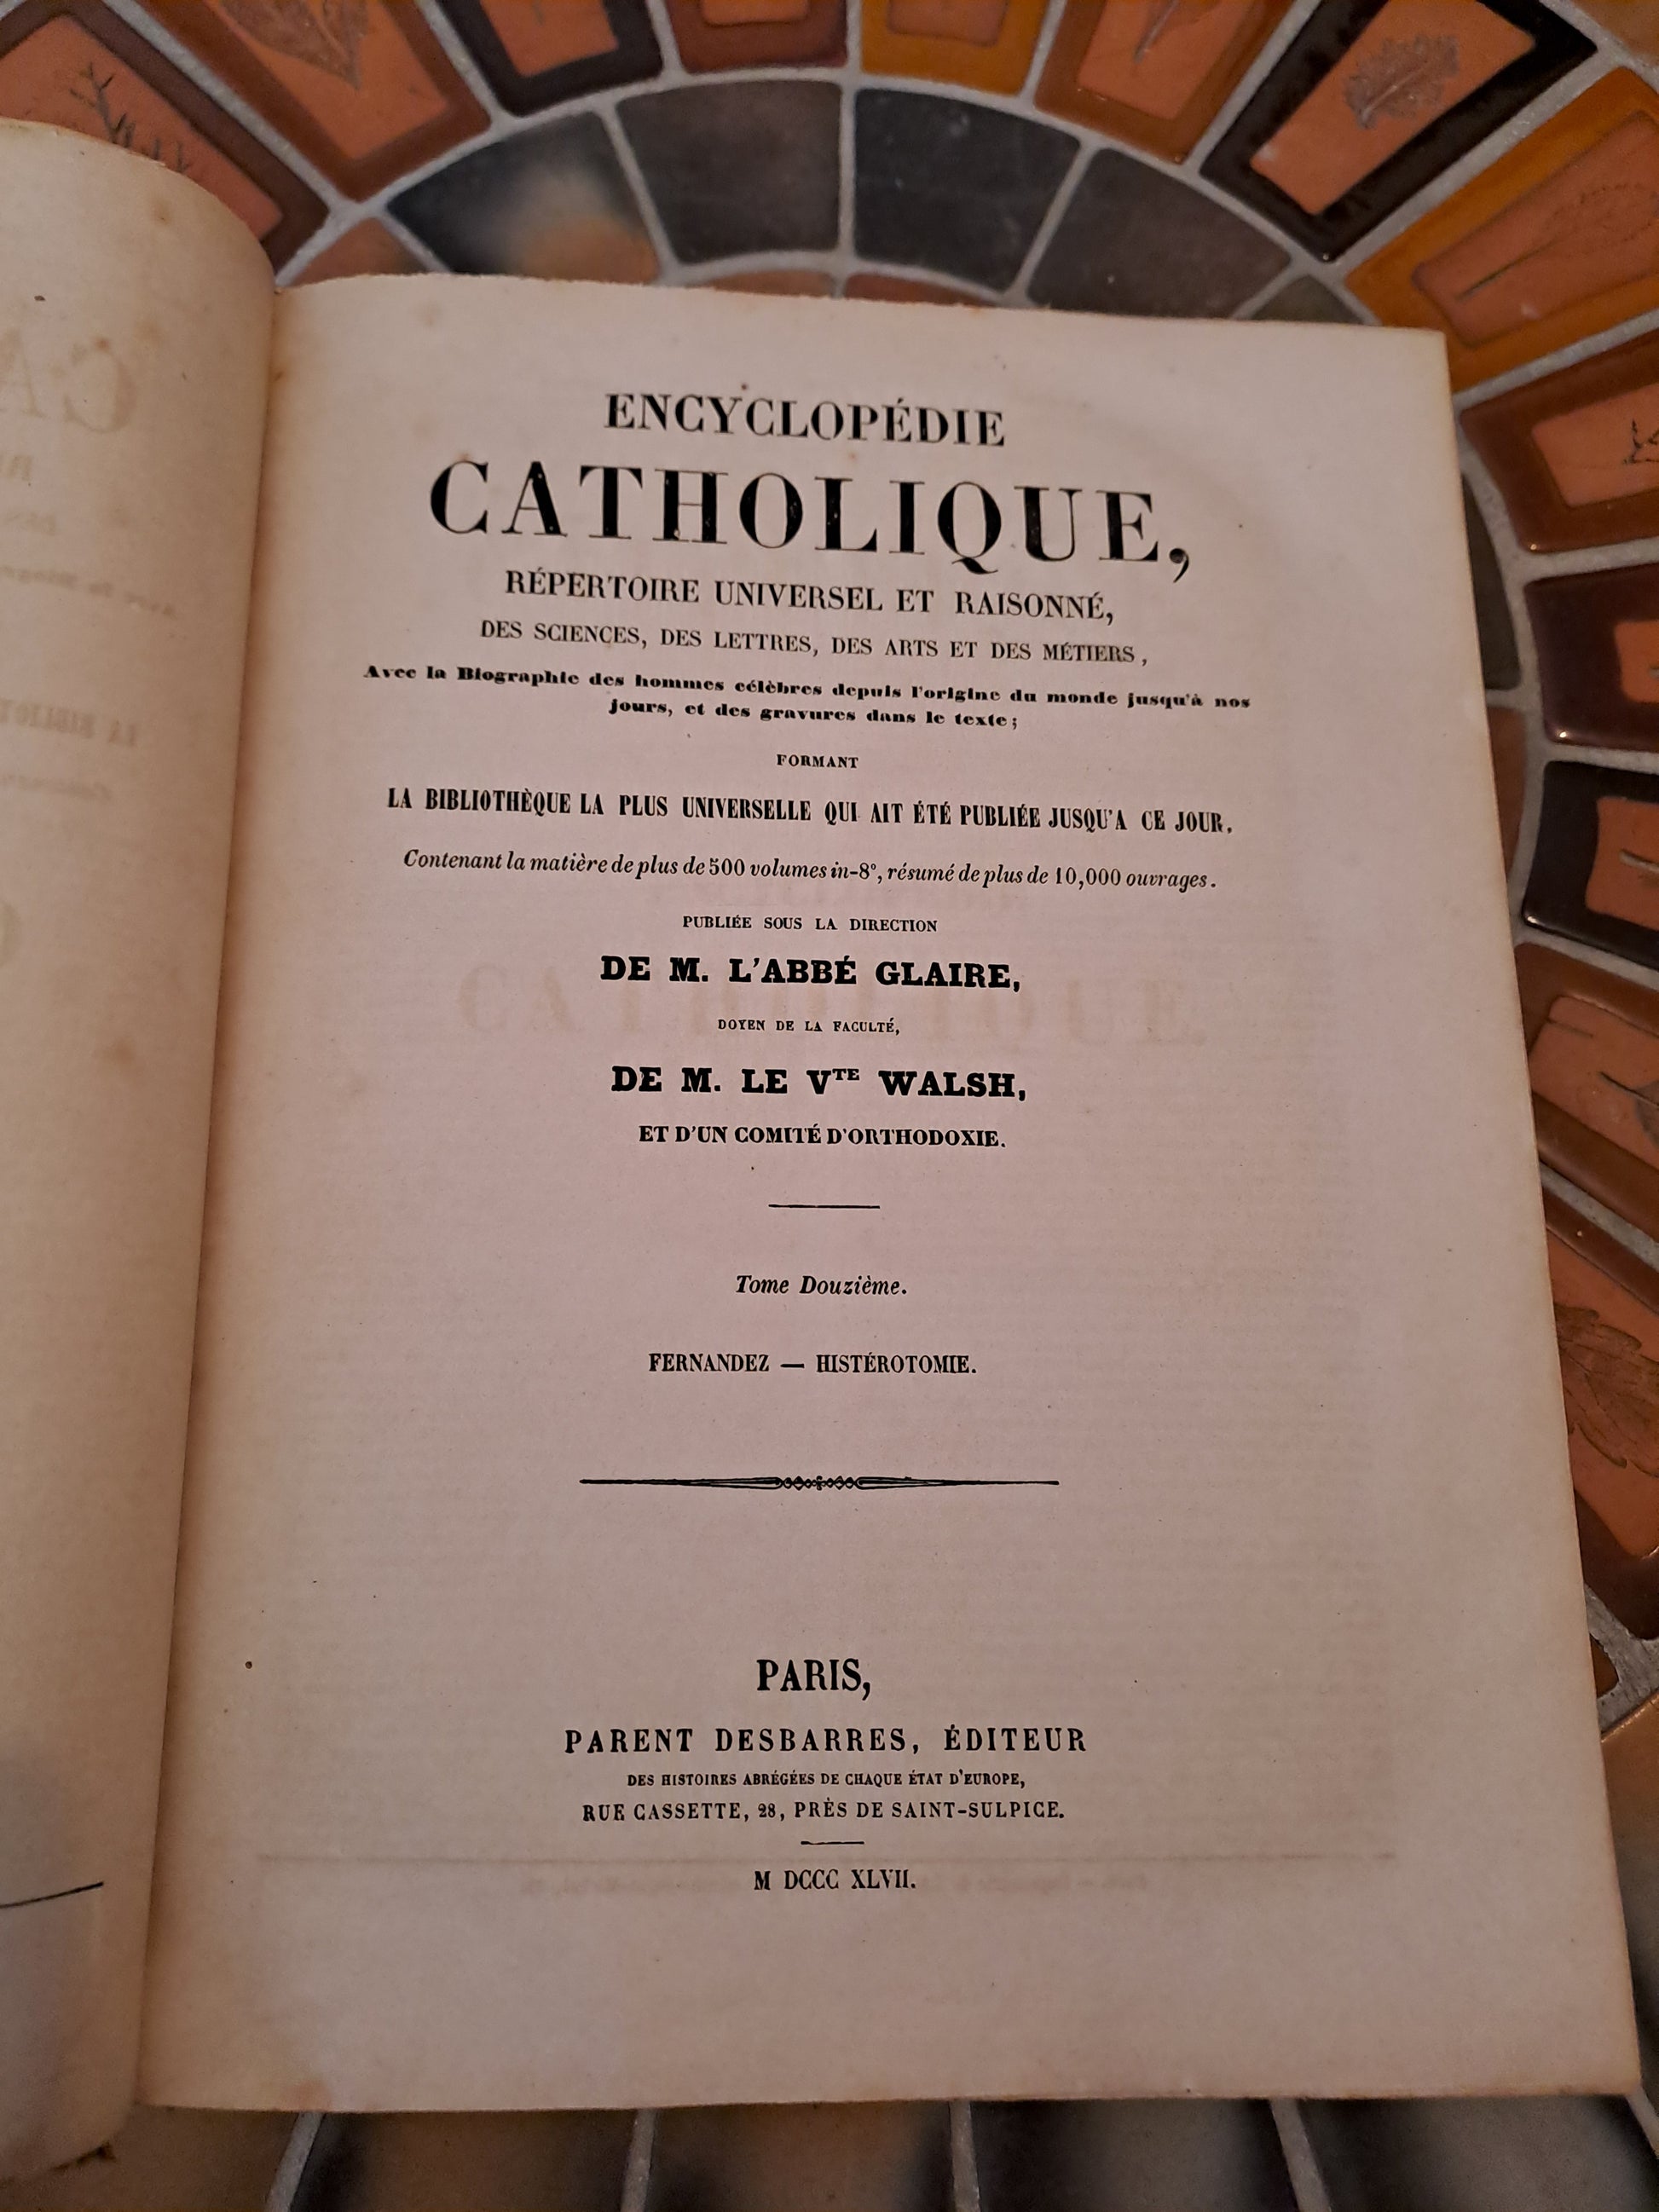 ENCYCLOPÉDIE
CATHOLIQUE,
RÉPERTOIRE UNIVERSEL ET RAISONNÉ,
DES SCIENCES, DES LETTRES, DES ARTS ET DES MÉTIERS,
Avec la Biographie des hommes célèbres depuis l'origine du monde jusqu'à nos
jours, et des gravures dans le texte;
FORMANT
LA BIBLIOTHÈQUE LA PLUS UNIVERSELLE QUI AIT ÉTÉ PUBLIÉE JUSQU'A CE JOUR.
Contenant la matière de plus de 500 volumes in-8°, résumé de plus de 10,000 ouvrages.
PUBLIÉE SOUS LA DIRECTION
DE M. L'ABBÉ GLAIRE,
DOYEN DE LA FACULTÉ,
DE M. LE VTE WALSH,
ET D'UN COMITÉ D'ORTHODOXIE.
Tome Douzième.
FERNANDEZ — HISTÉROTOMIE.
PARIS,
PARENT DESBARRES, ÉDITEUR
DES HISTOIRES ABRÉGÉES DE CHAQUE ÉTAT D'EUROPE,
RUE CASSETTE, 28, PRÈS DE SAINT-SULPICE.
M DCCC XLVII.